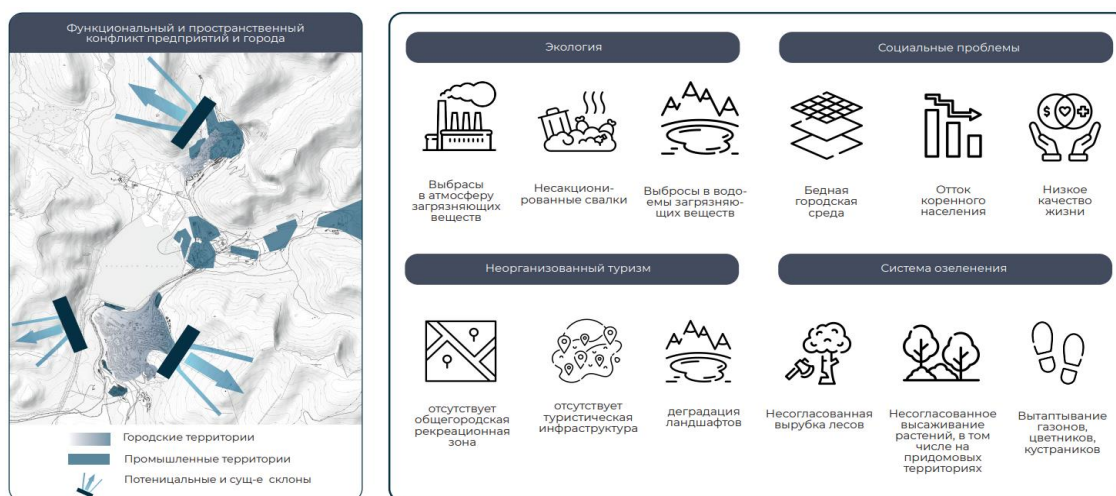 Функциональный и пространственный
конфликт предприятий и города
Городские территории
Промышленные территории
Потеницальные и сущ-е склоны
Экология
Выбрасы
в атмосферу
загрязняющих
веществ
Несакциони-
рованные свалки
Выбросы в водо-
емы загрязняю-
щих веществ
Социальные проблемы
Бедная
городская
среда
Отток
коренного
населения
Низкое
качество
жизни
Неорганизованный туризм
отсутствует
общегородская
рекреационная
зона
отсутствует
туристическая
инфраструктура
деградация
ландшафтов
Система озеленения
Несогласованная
вырубка лесов
Несогласованное
высаживание
растений, в том
числе на
придомовых
территориях
Вытаптывание
газонов,
цветников,
кустраников